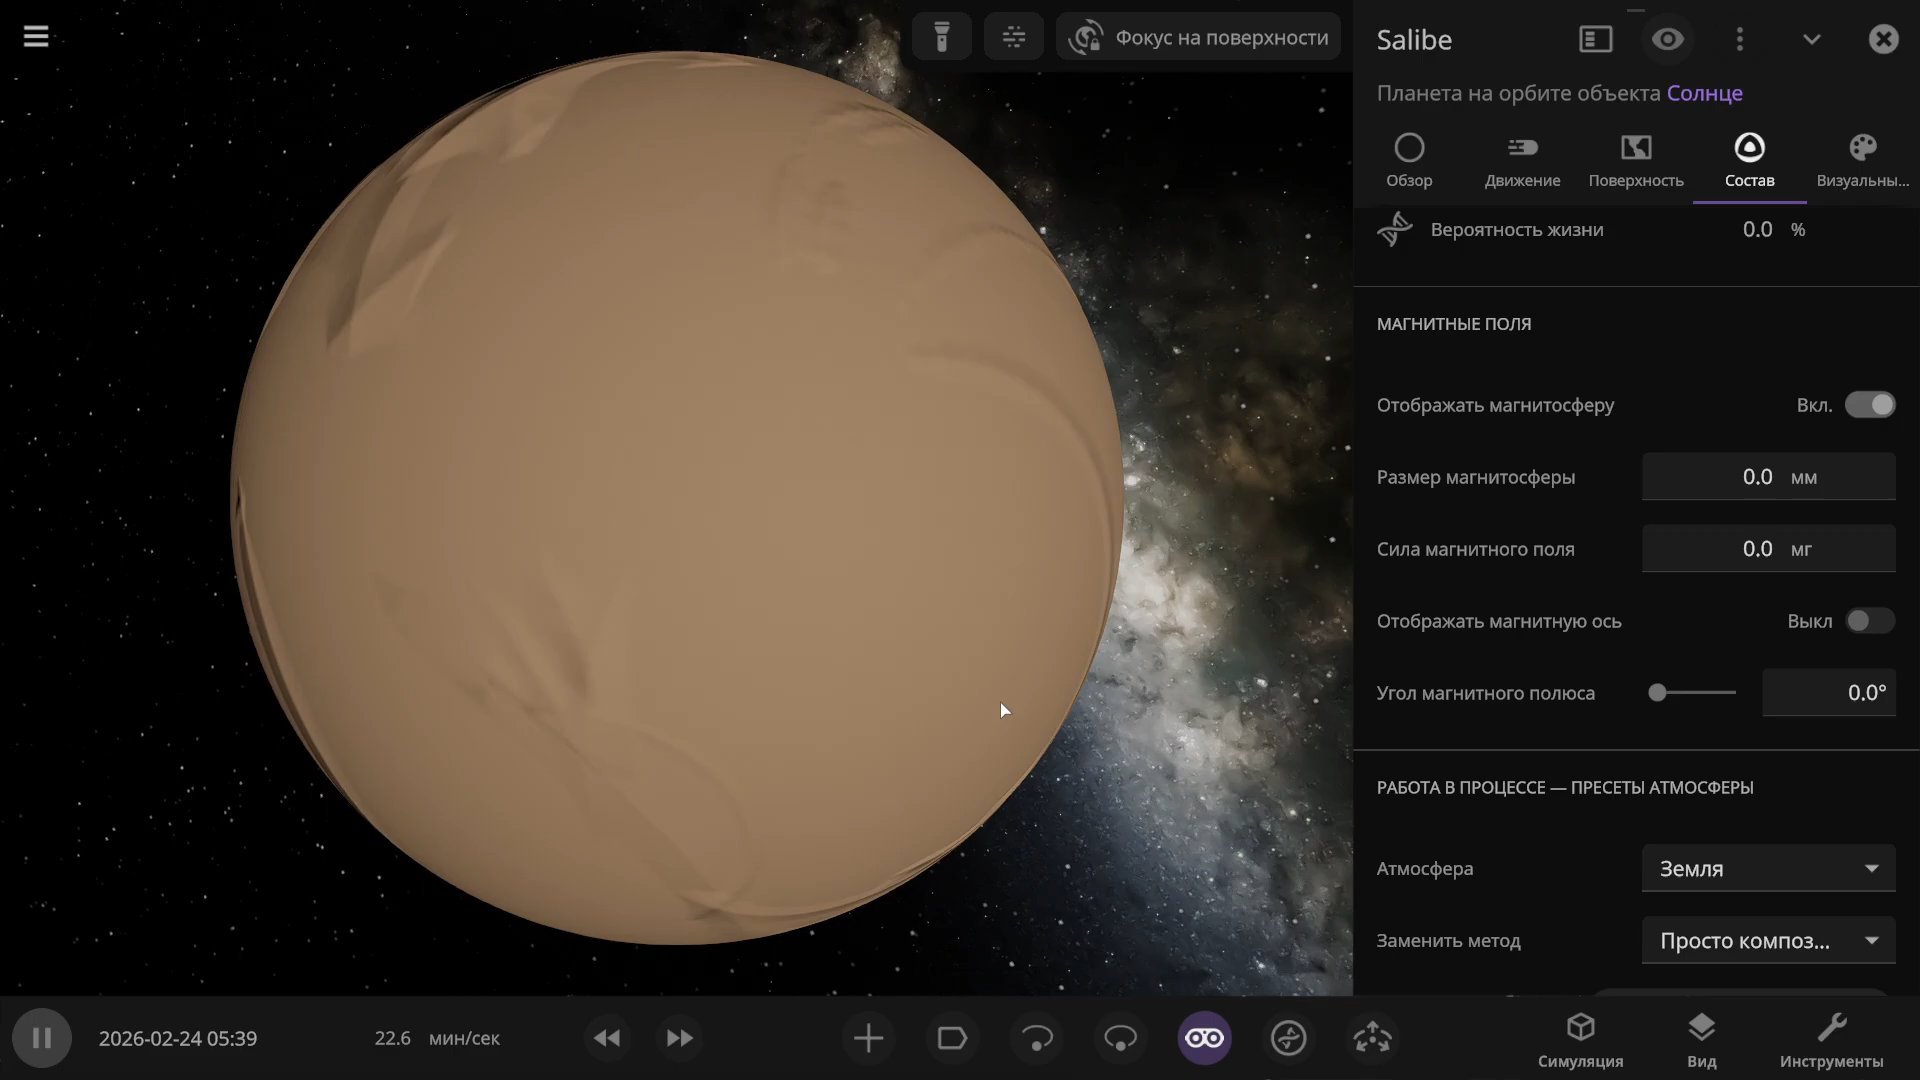 Фокус на поверхности
Salibe
Планета на орбите объекта Солнце
Обзор
Движение
Поверхность
Состав
Визуальны...
Вероятность жизни 0.0 %
МАГНИТНЫЕ ПОЛЯ
Отображать магнитосферу Вкл.
Размер магнитосферы 0.0 мм
Сила магнитного поля 0.0 мг
Отображать магнитную ось Выкл
Угол магнитного полюса 0.0°
РАБОТА В ПРОЦЕССЕ — ПРЕСЕТЫ АТМОСФЕРЫ
Атмосфера Земля
Заменить метод Просто композ...
2026-02-24 05:39
22.6 мин/сек
Симуляция
Вид
Инструменты